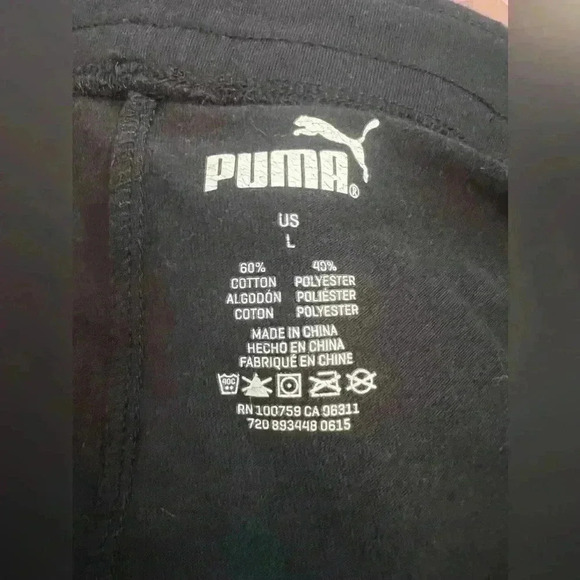 PUMA®
US
L
60% 40%
COTTON POLYESTER
ALGODÓN POLIÉSTER
COTON POLYESTER
MADE IN CHINA
HECHO EN CHINA
FABRIQUÉ EN CHINE
RN 100759 CA 06311
720 893448 0615